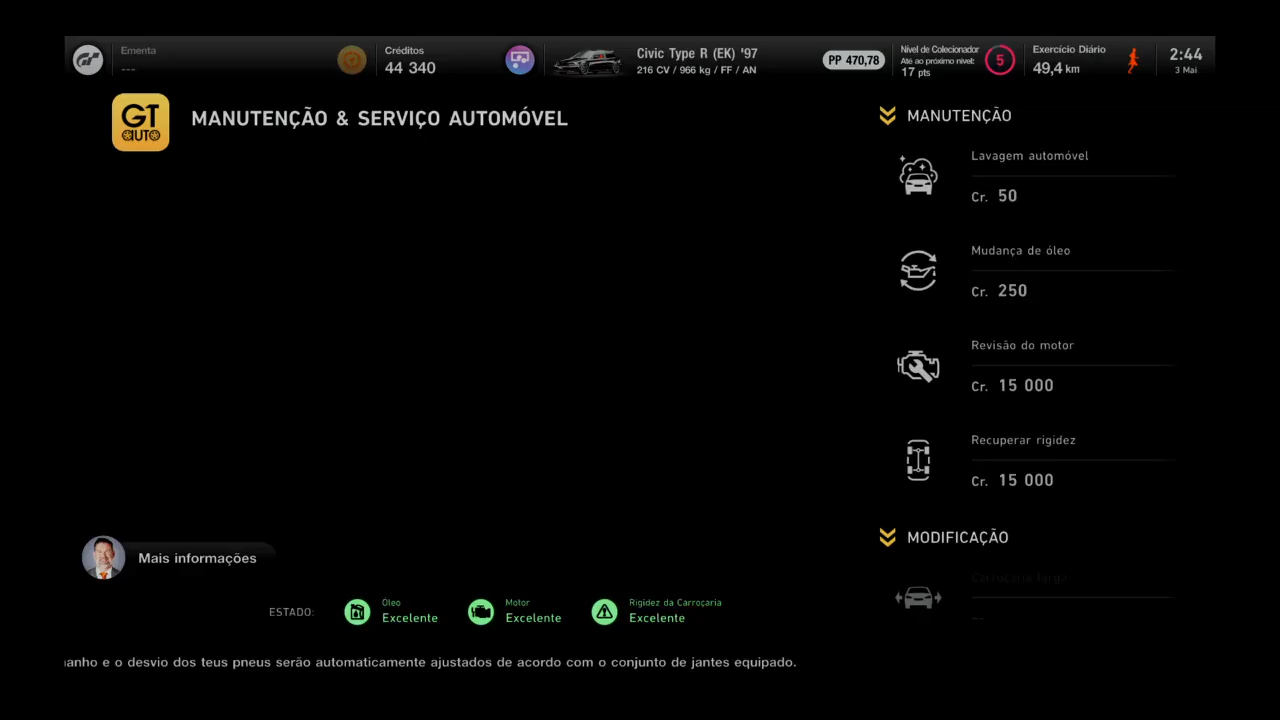 Ementa
---
Créditos
44 340
Civic Type R (EK) '97
216 CV / 966 kg / FF / AN
PP 470,78
Nível de Colecionador
Até ao próximo nível:
17 pts
5
Exercício Diário
49,4 km
2:44
3 Mai
GT
AUTO
MANUTENÇÃO & SERVIÇO AUTOMÓVEL
MANUTENÇÃO
Lavagem automóvel
Cr. 50
Mudança de óleo
Cr. 250
Revisão do motor
Cr. 15 000
Recuperar rigidez
Cr. 15 000
MODIFICAÇÃO
Carroçaria larga
--
Mais informações
ESTADO:
Óleo
Excelente
Motor
Excelente
Rigidez da Carroçaria
Excelente
anho e o desvio dos teus pneus serão automaticamente ajustados de acordo com o conjunto de jantes equipado.